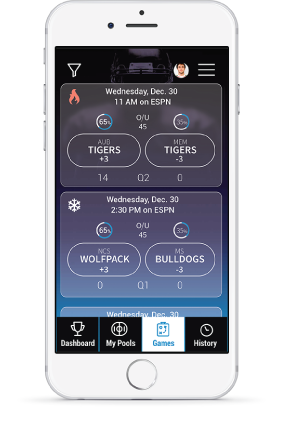 Wednesday, Dec. 30
11 AM on ESPN
65% O/U 45 35%
AUB MEM
TIGERS TIGERS
+3 -3
14 Q2 0
Wednesday, Dec. 30
2:30 PM on ESPN
65% O/U 45 35%
NCS MS
WOLFPACK BULLDOGS
+3 -3
0 Q1 0
Wednesday, Dec. 30
Dashboard My Pools Games History